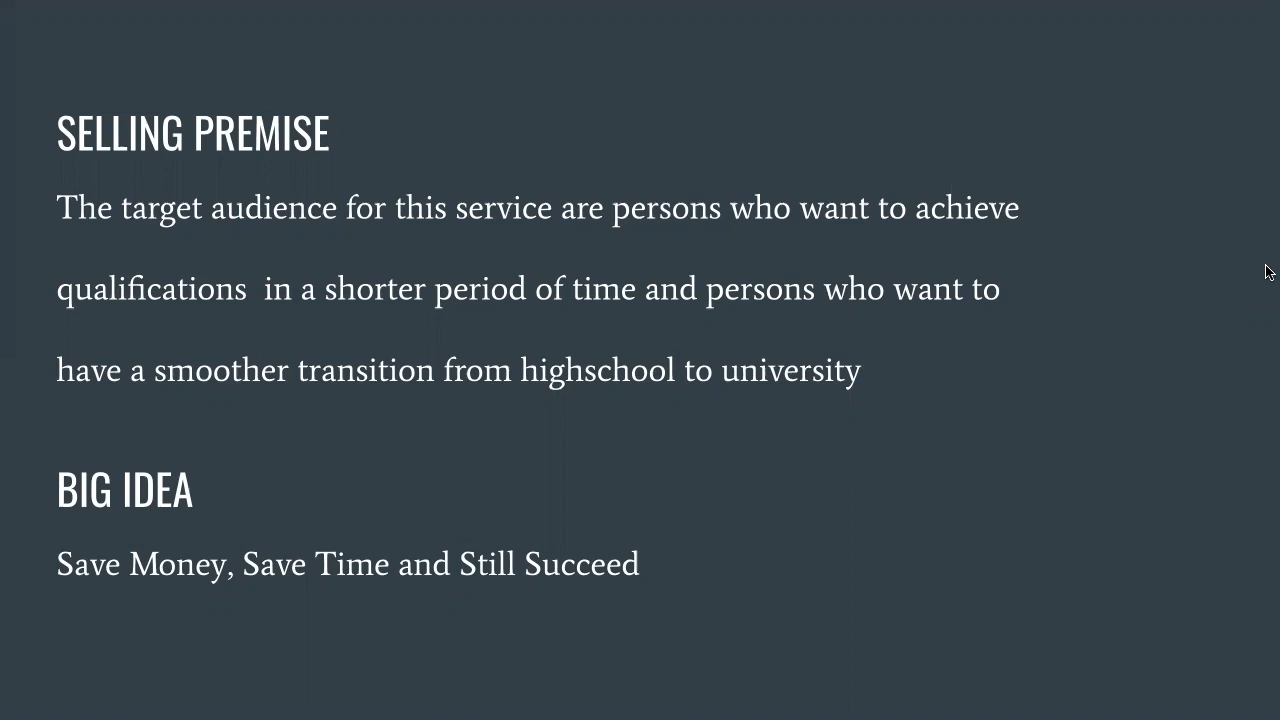 SELLING PREMISE
The target audience for this service are persons who want to achieve
qualifications  in a shorter period of time and persons who want to
have a smoother transition from highschool to university
BIG IDEA
Save Money, Save Time and Still Succeed